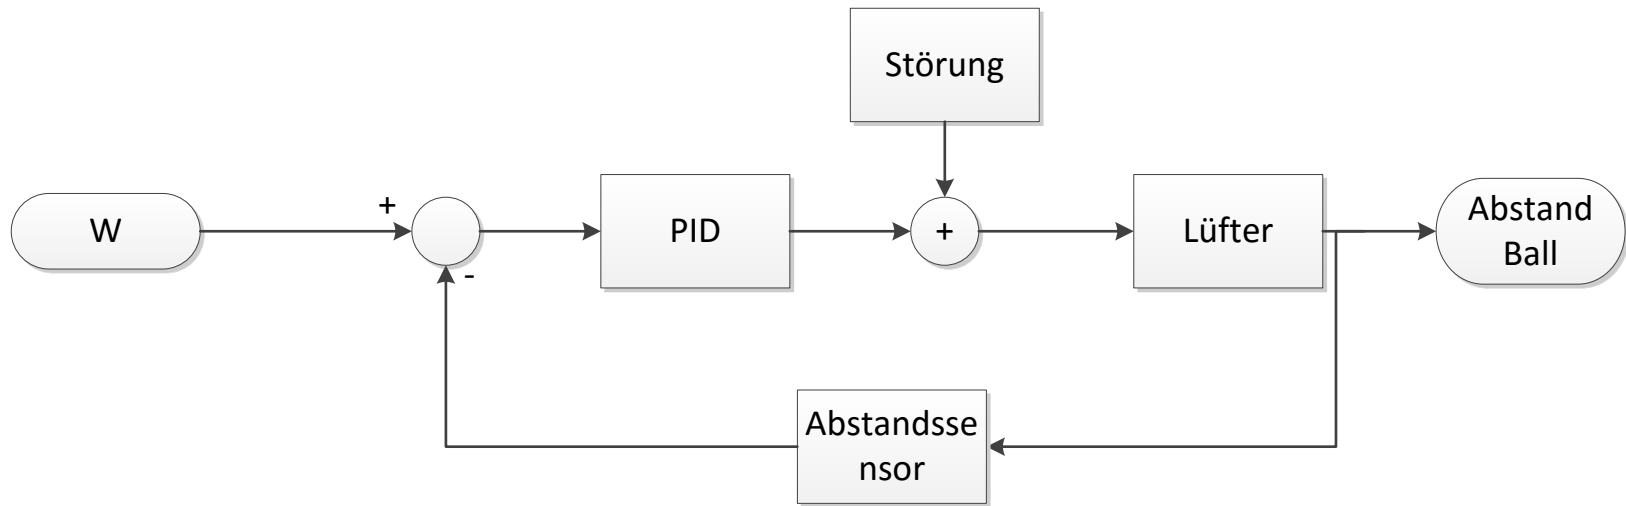 Störung
+
W
PID
+
Lüfter
Abstand
Ball
-
Abstandsse
nsor